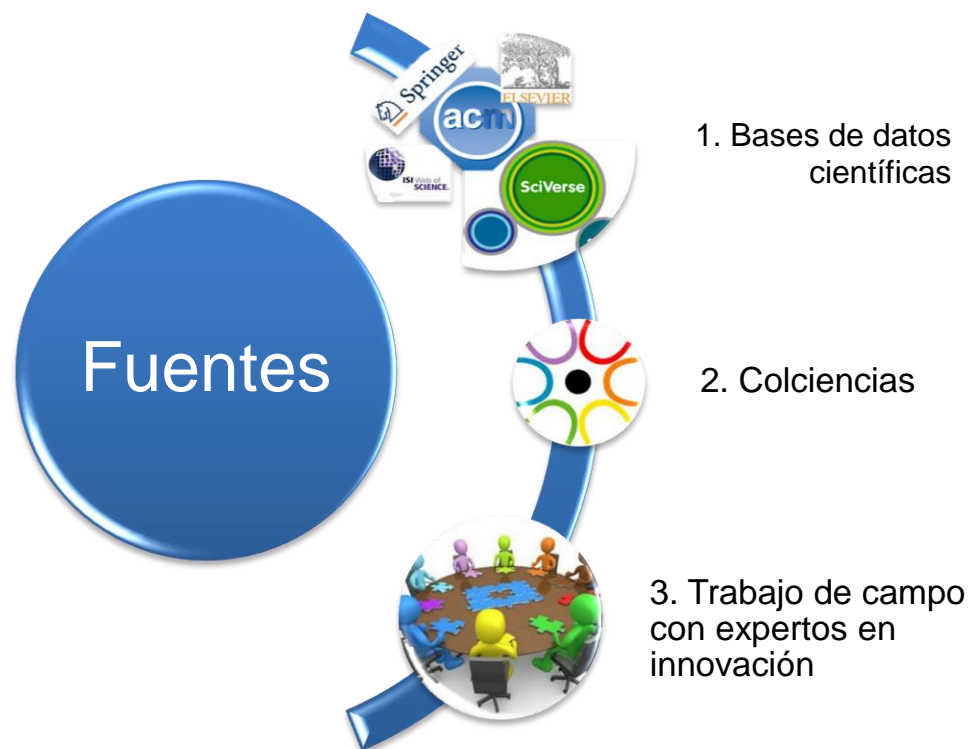 Springer
ELSEVIER
acm
ISI Web of
SCIENCE.
SciVerse
1. Bases de datos
científicas
Fuentes
2. Colciencias
3. Trabajo de campo
con expertos en
innovación